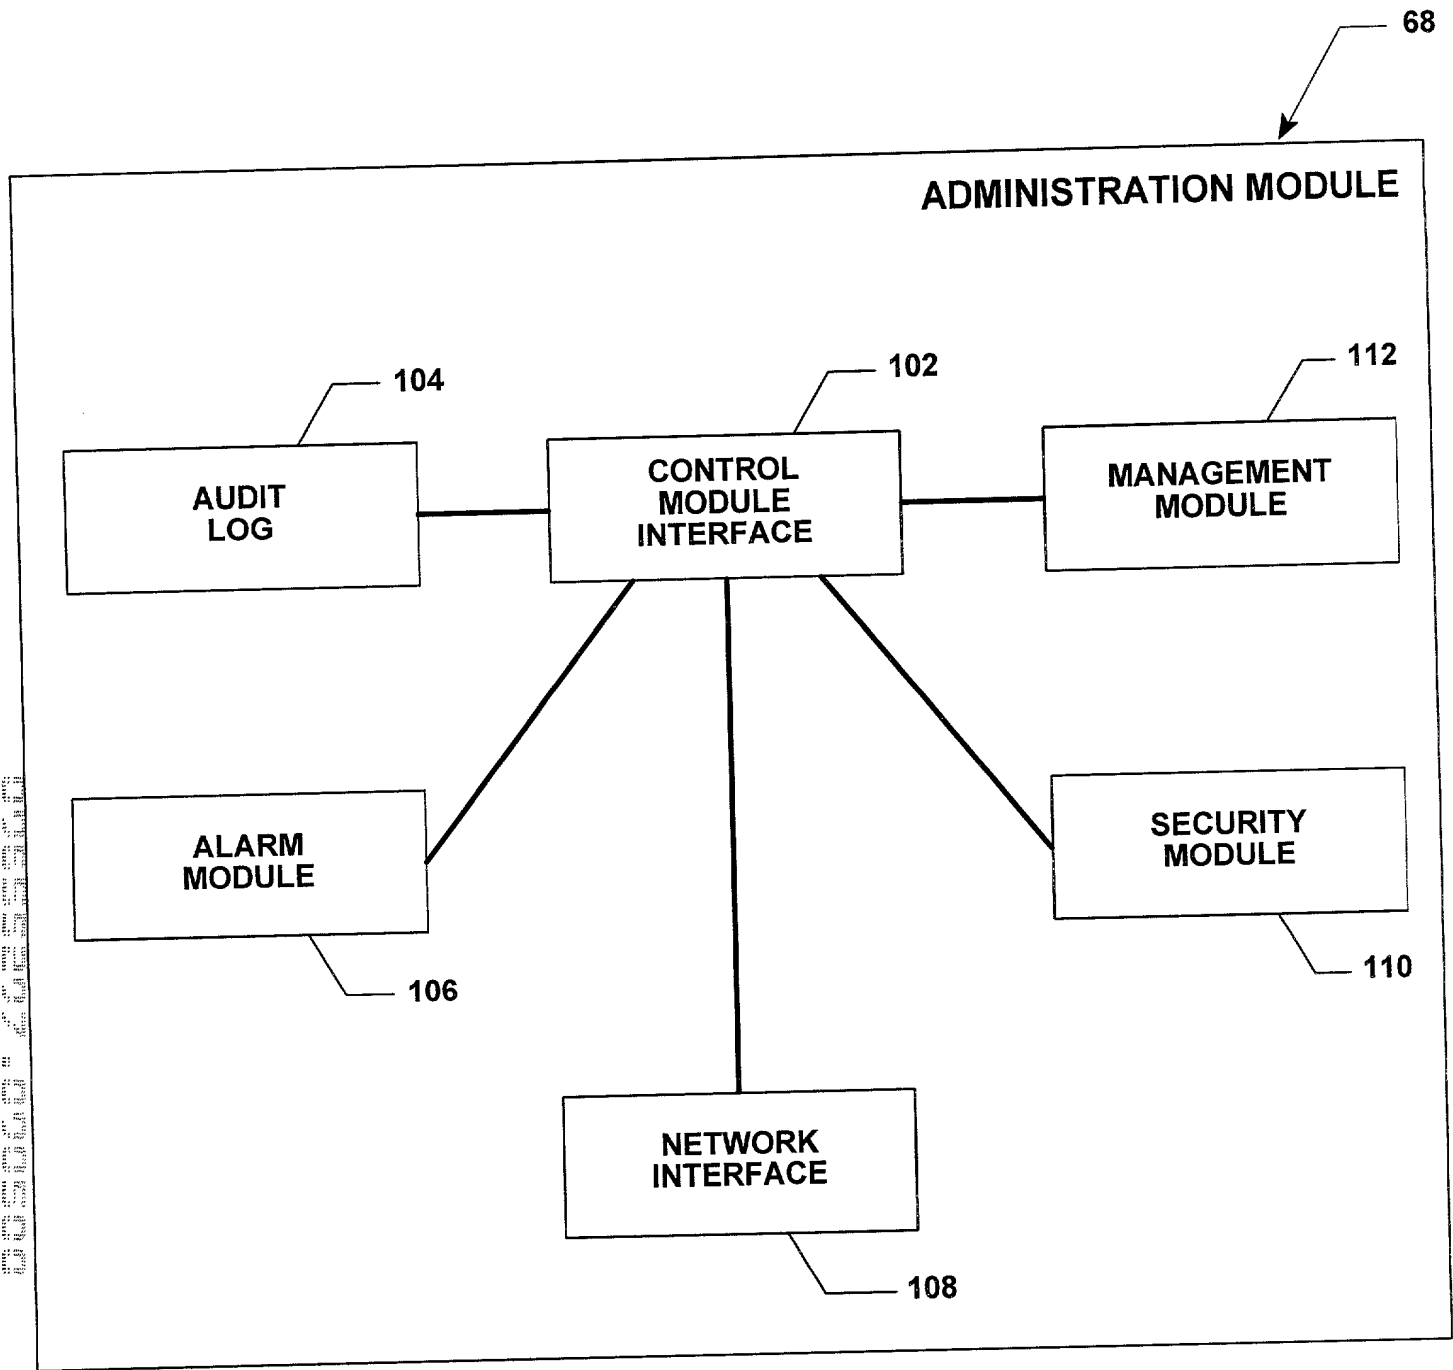 68
ADMINISTRATION MODULE
104
102
112
AUDIT
LOG
CONTROL
MODULE
INTERFACE
MANAGEMENT
MODULE
ALARM
MODULE
SECURITY
MODULE
106
110
NETWORK
INTERFACE
108